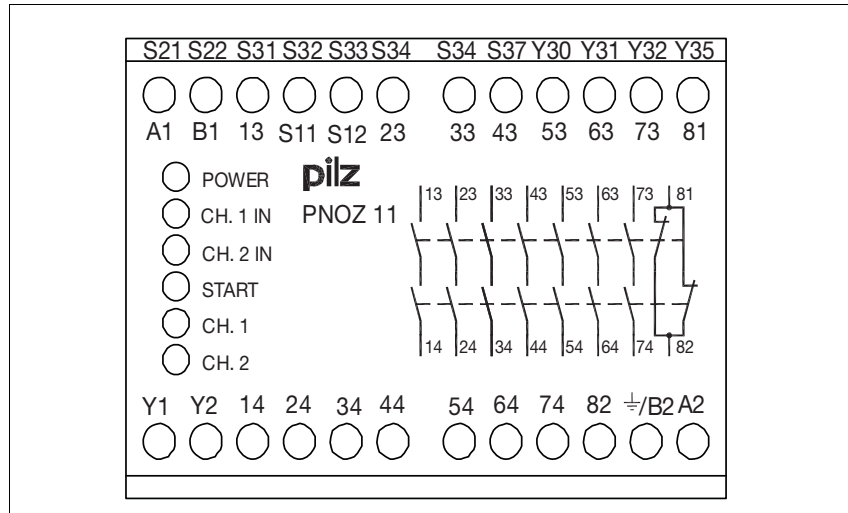 S21 S22 S31 S32 S33 S34 S34 S37 Y30 Y31 Y32 Y35
A1 B1 13 S11 S12 23 33 43 53 63 73 81
POWER
pilz
CH. 1 IN
PNOZ 11
CH. 2 IN
START
CH. 1
CH. 2
13 23 33 43 53 63 73 81
14 24 34 44 54 64 74 82
Y1 Y2 14 24 34 44 54 64 74 82 ⏚/B2 A2